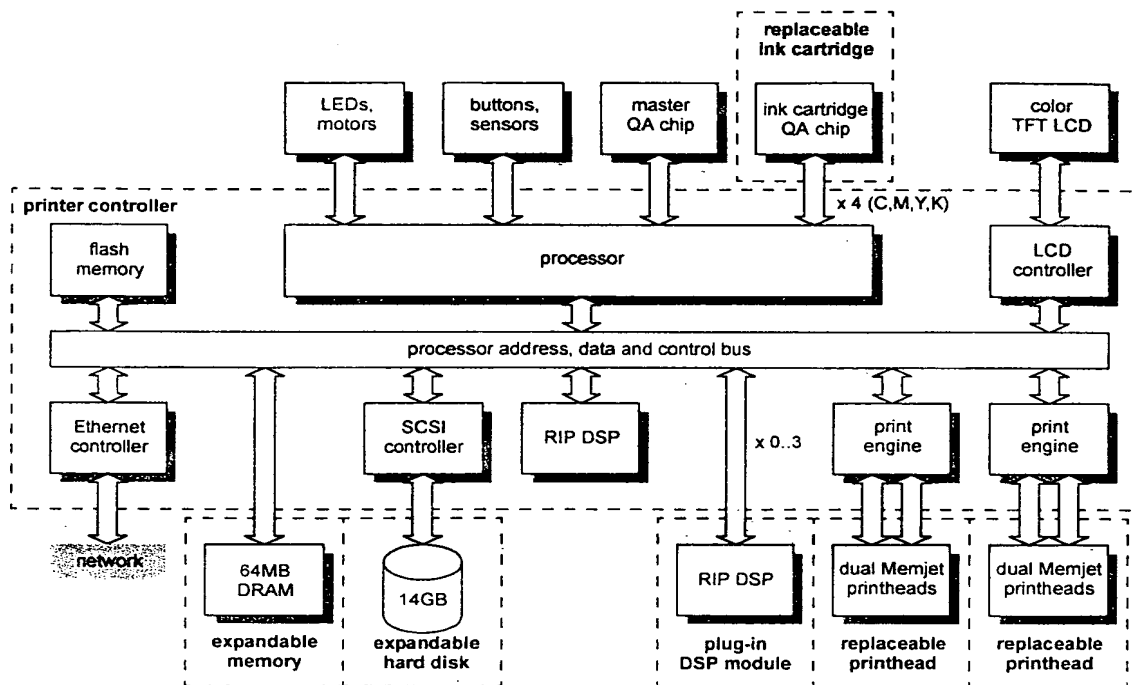 replaceable
ink cartridge
LEDs,
motors
buttons,
sensors
master
QA chip
ink cartridge
QA chip
color
TFT LCD
printer controller
x 4 (C,M,Y,K)
flash
memory
processor
LCD
controller
processor address, data and control bus
Ethernet
controller
SCSI
controller
RIP DSP
x 0..3
print
engine
print
engine
network
64MB
DRAM
14GB
RIP DSP
dual Memjet
printheads
dual Memjet
printheads
expandable
memory
expandable
hard disk
plug-in
DSP module
replaceable
printhead
replaceable
printhead